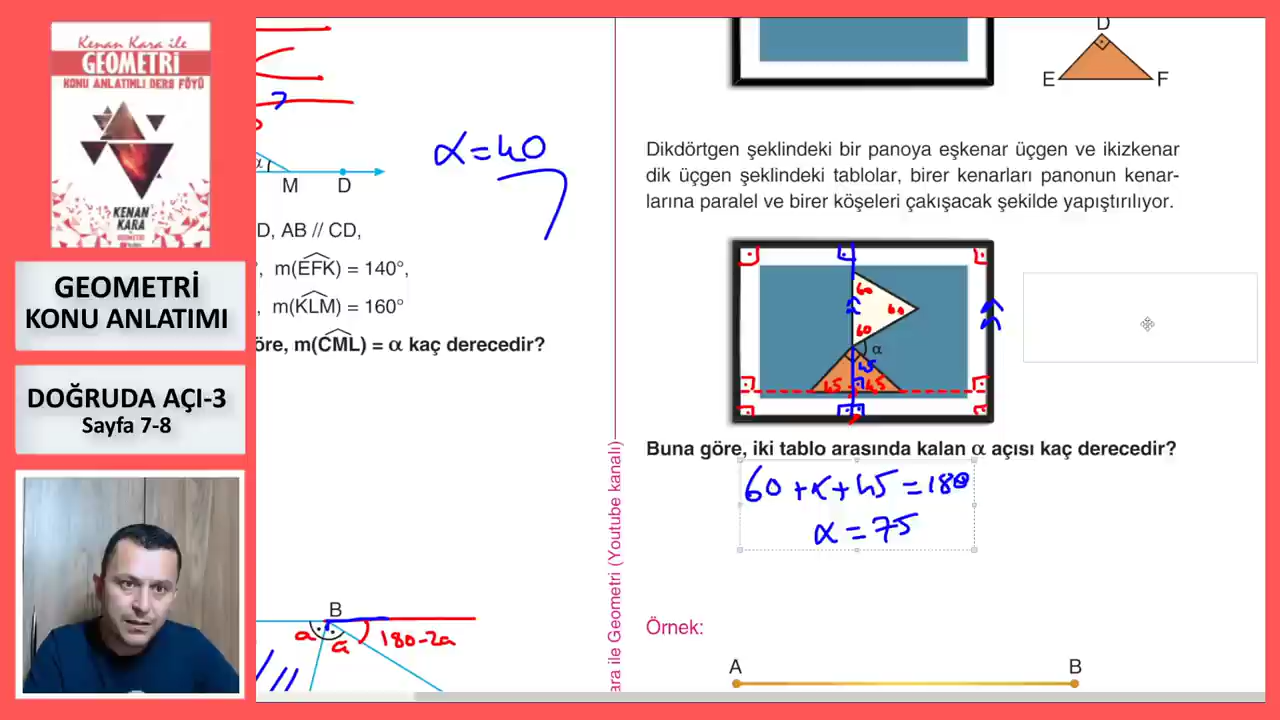 Kenan Kara ile
GEOMETRİ
KONU ANLATIMLI DERS FÖYÜ
KENAN
KARA
GEOMETRİ
KONU ANLATIMI
DOĞRUDA AÇI-3
Sayfa 7-8
α
M
D
α=40
D, AB // CD,
°, m(EFK) = 140°,
, m(KLM) = 160°
öre, m(CML) = α kaç derecedir?
B
a
a
180-2a
ara ile Geometri (Youtube kanalı)
D
E
F
Dikdörtgen şeklindeki bir panoya eşkenar üçgen ve ikizkenar
dik üçgen şeklindeki tablolar, birer kenarları panonun kenar-
larına paralel ve birer köşeleri çakışacak şekilde yapıştırılıyor.
60
60
60
α
45
45
45
Buna göre, iki tablo arasında kalan α açısı kaç derecedir?
60+α+45=180
α=75
Örnek:
A
B